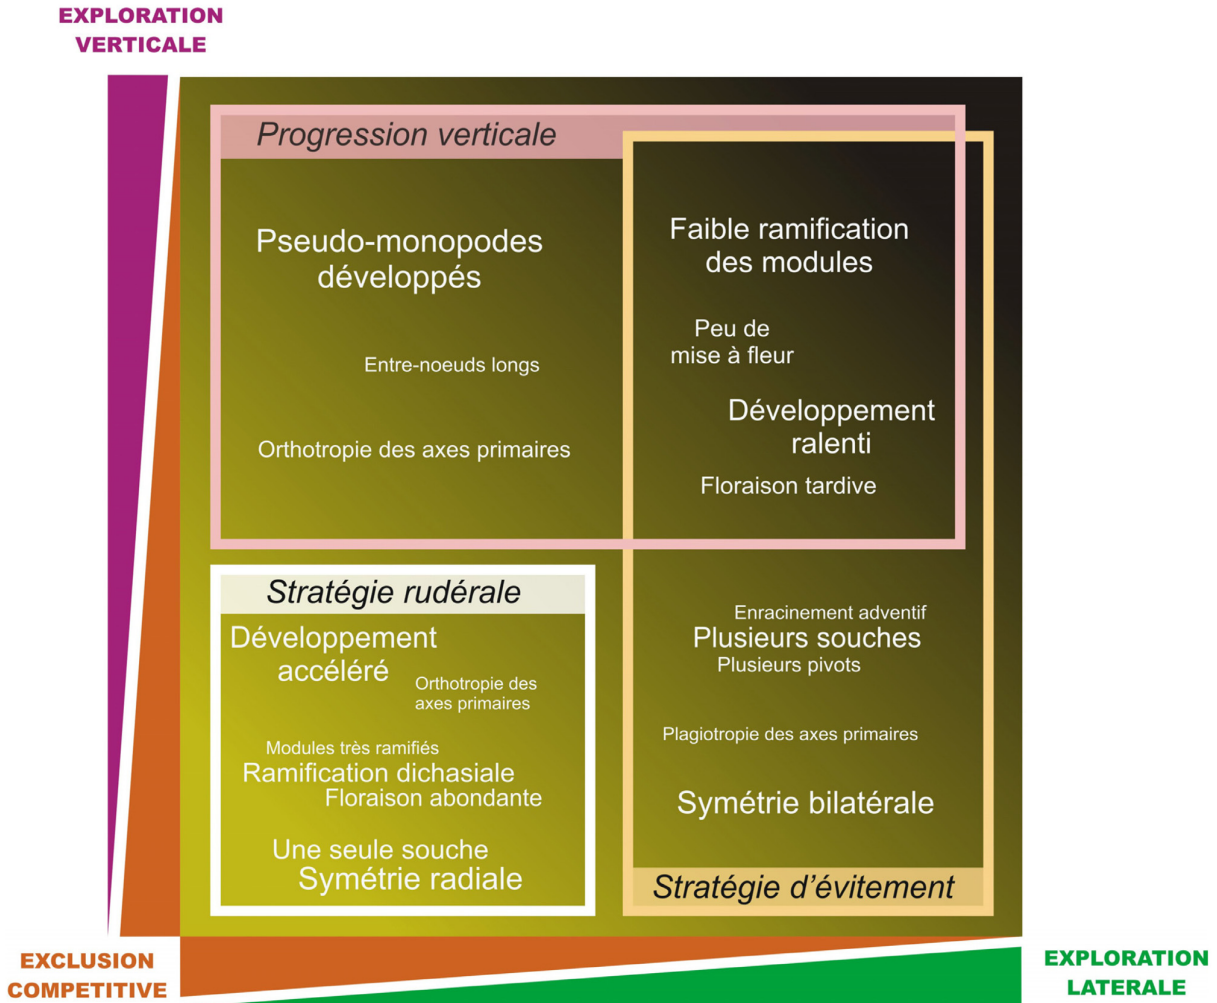 EXPLORATION
VERTICALE
Progression verticale
Pseudo-monopodes
développés
Entre-noeuds longs
Orthotropie des axes primaires
Faible ramification
des modules
Peu de
mise à fleur
Développement
ralenti
Floraison tardive
Stratégie rudérale
Développement
accéléré
Orthotropie des
axes primaires
Modules très ramifiés
Ramification dichasiale
Floraison abondante
Une seule souche
Symétrie radiale
Enracinement adventif
Plusieurs souches
Plusieurs pivots
Plagiotropie des axes primaires
Symétrie bilatérale
Stratégie d'évitement
EXCLUSION
COMPETITIVE
EXPLORATION
LATERALE